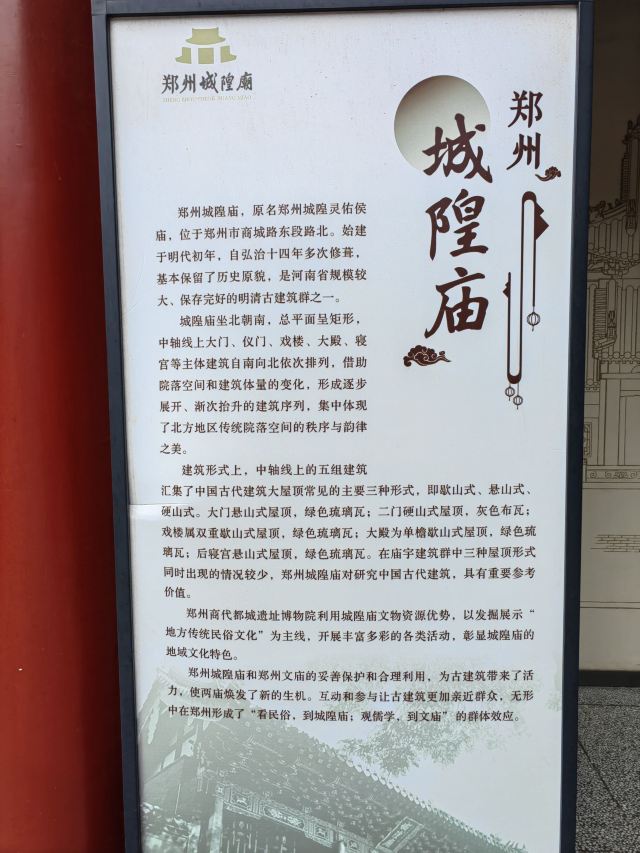 郑州城隍庙
ZHENG ZHOU CHENG HUANG MIAO
郑州
城隍庙
郑州城隍庙，原名郑州城隍灵佑侯
庙，位于郑州市商城路东段路北。始建
于明代初年，自弘治十四年多次修葺，
基本保留了历史原貌，是河南省规模较
大、保存完好的明清古建筑群之一。
城隍庙坐北朝南，总平面呈矩形，
中轴线上大门、仪门、戏楼、大殿、寝
宫等主体建筑自南向北依次排列，借助
院落空间和建筑体量的变化，形成逐步
展开、渐次抬升的建筑序列，集中体现
了北方地区传统院落空间的秩序与韵律
之美。
建筑形式上，中轴线上的五组建筑
汇集了中国古代建筑大屋顶常见的主要三种形式，即歇山式、悬山式、
硬山式。大门悬山式屋顶，绿色琉璃瓦；二门硬山式屋顶，灰色布瓦；
戏楼属双重歇山式屋顶，绿色琉璃瓦；大殿为单檐歇山式屋顶，绿色琉
璃瓦；后寝宫悬山式屋顶，绿色琉璃瓦。在庙宇建筑群中三种屋顶形式
同时出现的情况较少，郑州城隍庙对研究中国古代建筑，具有重要参考
价值。
郑州商代都城遗址博物院利用城隍庙文物资源优势，以发掘展示“
地方传统民俗文化”为主线，开展丰富多彩的各类活动，彰显城隍庙的
地域文化特色。
郑州城隍庙和郑州文庙的妥善保护和合理利用，为古建筑带来了活
力，使两庙焕发了新的生机。互动和参与让古建筑更加亲近群众，无形
中在郑州形成了“看民俗，到城隍庙；观儒学，到文庙”的群体效应。